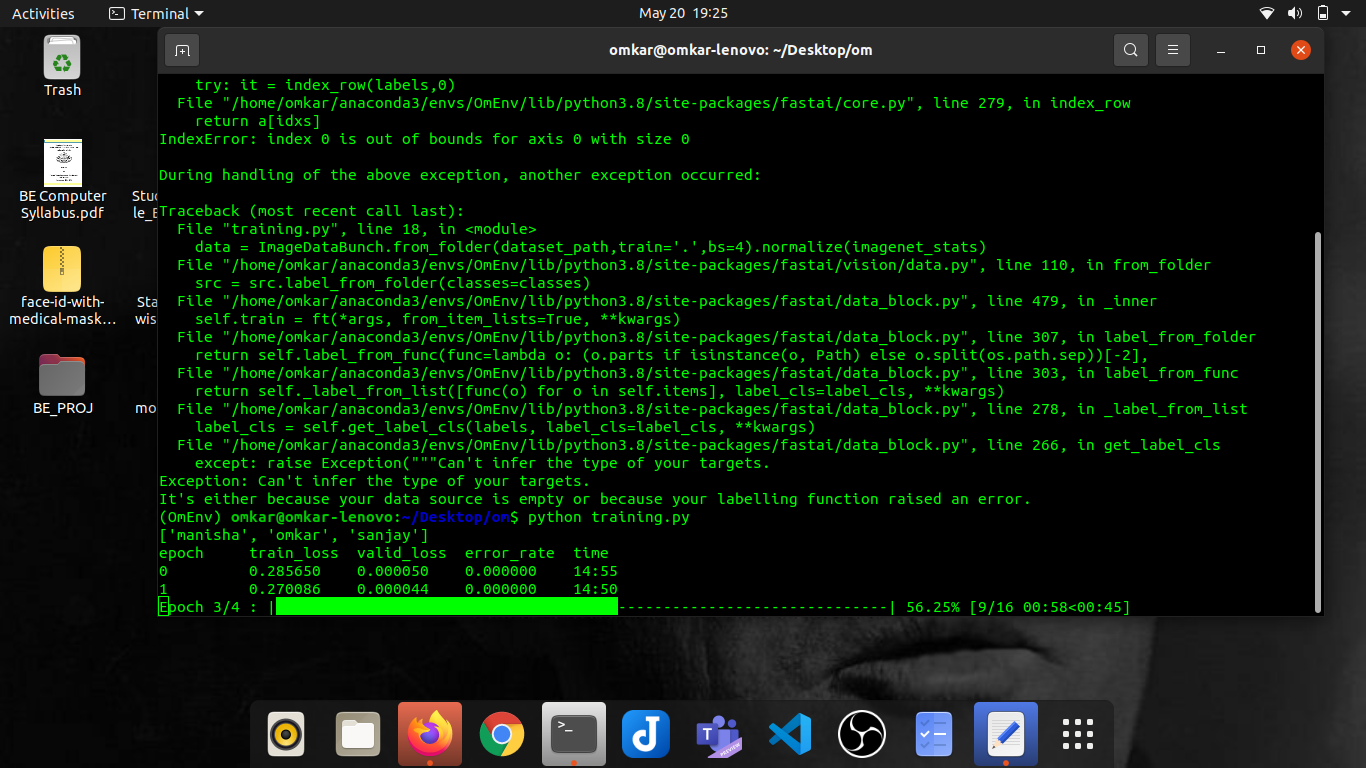 Activities
Terminal
May 20 19:25
omkar@omkar-lenovo: ~/Desktop/om
Trash
BE Computer
Syllabus.pdf
face-id-with-
medical-mask...
BE_PROJ
Stu
le_E
Sta
wis
mo
try: it = index_row(labels,0)
File "/home/omkar/anaconda3/envs/OmEnv/lib/python3.8/site-packages/fastai/core.py", line 279, in index_row
return a[idxs]
IndexError: index 0 is out of bounds for axis 0 with size 0
During handling of the above exception, another exception occurred:
Traceback (most recent call last):
File "training.py", line 18, in <module>
data = ImageDataBunch.from_folder(dataset_path,train='.',bs=4).normalize(imagenet_stats)
File "/home/omkar/anaconda3/envs/OmEnv/lib/python3.8/site-packages/fastai/vision/data.py", line 110, in from_folder
src = src.label_from_folder(classes=classes)
File "/home/omkar/anaconda3/envs/OmEnv/lib/python3.8/site-packages/fastai/data_block.py", line 479, in _inner
self.train = ft(*args, from_item_lists=True, **kwargs)
File "/home/omkar/anaconda3/envs/OmEnv/lib/python3.8/site-packages/fastai/data_block.py", line 307, in label_from_folder
return self.label_from_func(func=lambda o: (o.parts if isinstance(o, Path) else o.split(os.path.sep))[-2],
File "/home/omkar/anaconda3/envs/OmEnv/lib/python3.8/site-packages/fastai/data_block.py", line 303, in label_from_func
return self._label_from_list([func(o) for o in self.items], label_cls=label_cls, **kwargs)
File "/home/omkar/anaconda3/envs/OmEnv/lib/python3.8/site-packages/fastai/data_block.py", line 278, in _label_from_list
label_cls = self.get_label_cls(labels, label_cls=label_cls, **kwargs)
File "/home/omkar/anaconda3/envs/OmEnv/lib/python3.8/site-packages/fastai/data_block.py", line 266, in get_label_cls
except: raise Exception("""Can't infer the type of your targets.
Exception: Can't infer the type of your targets.
It's either because your data source is empty or because your labelling function raised an error.
(OmEnv) omkar@omkar-lenovo:~/Desktop/om$ python training.py
['manisha', 'omkar', 'sanjay']
epoch train_loss valid_loss error_rate time
0 0.285650 0.000050 0.000000 14:55
1 0.270086 0.000044 0.000000 14:50
Epoch 3/4 : |------------------------------| 56.25% [9/16 00:58<00:45]